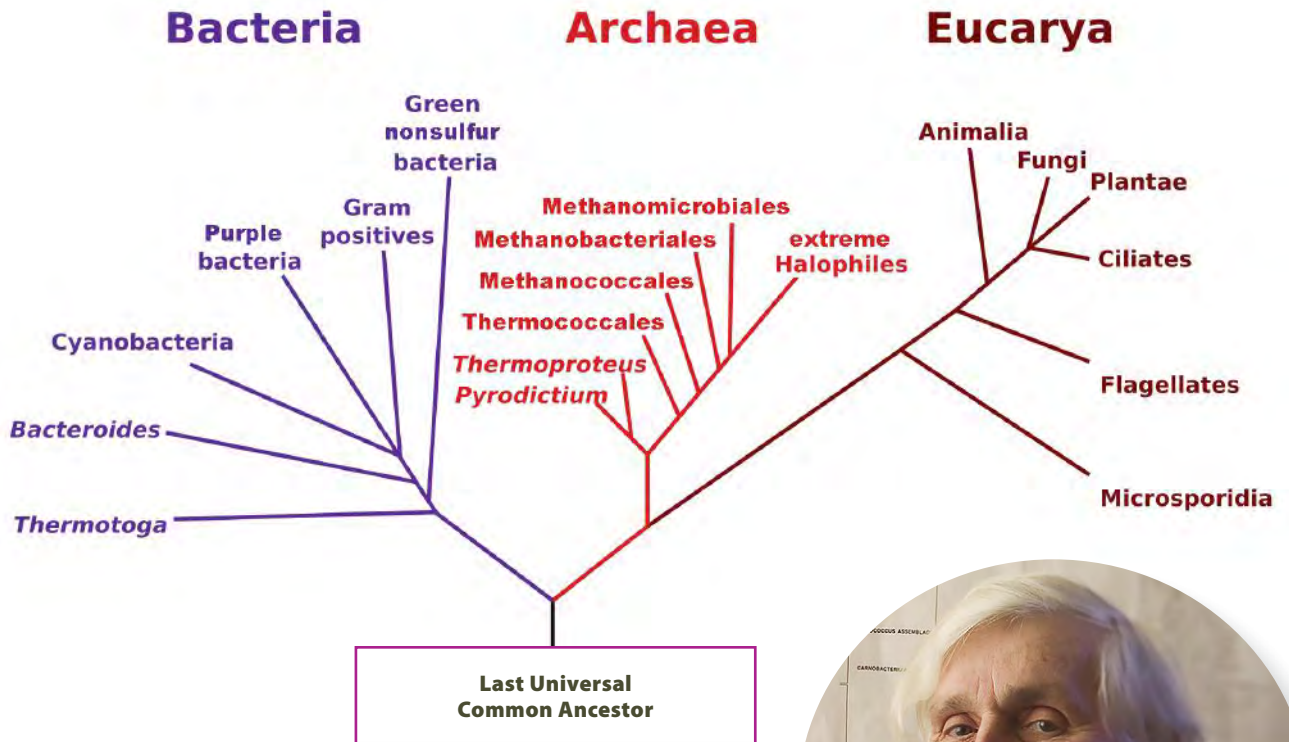 Bacteria
Archaea
Eucarya
Green
nonsulfur
bacteria
Gram
positives
Purple
bacteria
Cyanobacteria
Bacteroides
Thermotoga
Methanomicrobiales
Methanobacteriales
Methanococcales
Thermococcales
Thermoproteus
Pyrodictium
extreme
Halophiles
Animalia
Fungi
Plantae
Ciliates
Flagellates
Microsporidia
Last Universal
Common Ancestor